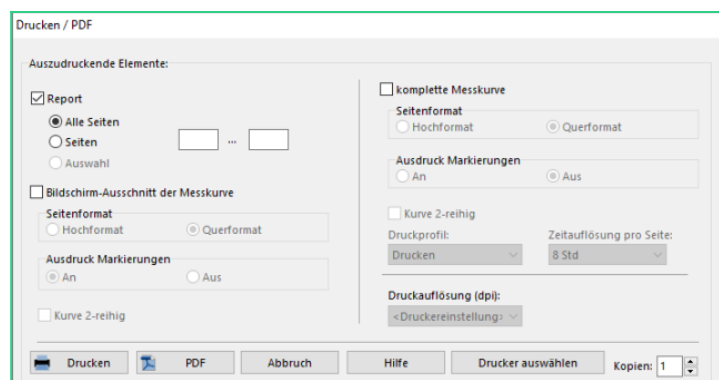 Drucken / PDF
Auszudruckende Elemente:
Report
Alle Seiten
Seiten ...
Auswahl
Bildschirm-Ausschnitt der Messkurve
Seitenformat
Hochformat Querformat
Ausdruck Markierungen
An Aus
Kurve 2-reihig
komplette Messkurve
Seitenformat
Hochformat Querformat
Ausdruck Markierungen
An Aus
Kurve 2-reihig
Druckprofil: Zeitauflösung pro Seite:
Drucken 8 Std
Druckauflösung (dpi):
<Druckereinstellung>
Drucken PDF Abbruch Hilfe Drucker auswählen Kopien: 1